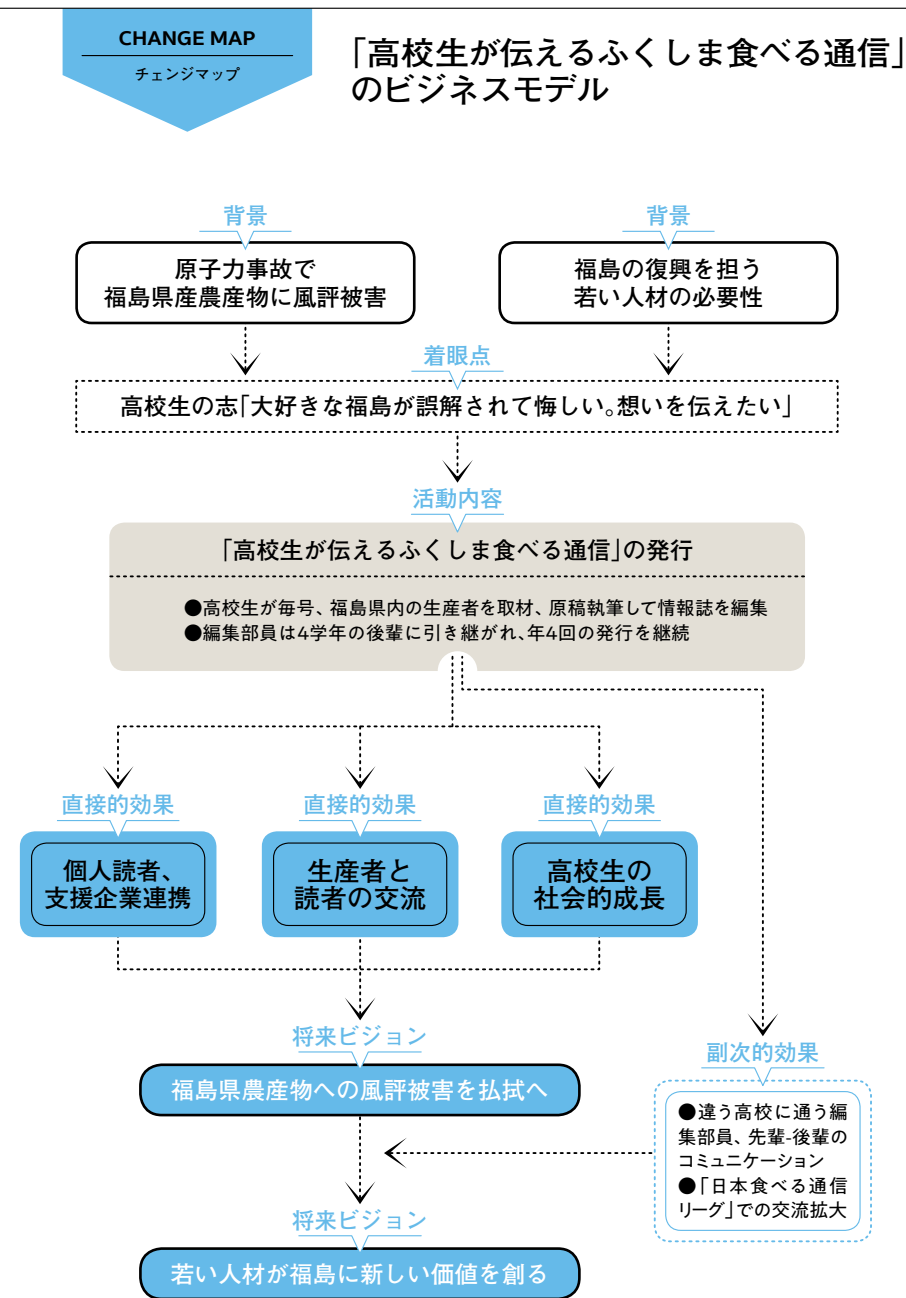 CHANGE MAP
チェンジマップ
「高校生が伝えるふくしま食べる通信」
のビジネスモデル
背景
原子力事故で
福島県産農産物に風評被害
背景
福島の復興を担う
若い人材の必要性
着眼点
高校生の志「大好きな福島が誤解されて悔しい。想いを伝えたい」
活動内容
「高校生が伝えるふくしま食べる通信」の発行
●高校生が毎号、福島県内の生産者を取材、原稿執筆して情報誌を編集
●編集部員は4学年の後輩に引き継がれ、年4回の発行を継続
直接的効果
個人読者、
支援企業連携
直接的効果
生産者と
読者の交流
直接的効果
高校生の
社会的成長
将来ビジョン
福島県農産物への風評被害を払拭へ
副次的効果
●違う高校に通う編
集部員、先輩-後輩の
コミュニケーション
●「日本食べる通信
リーグ」での交流拡大
将来ビジョン
若い人材が福島に新しい価値を創る